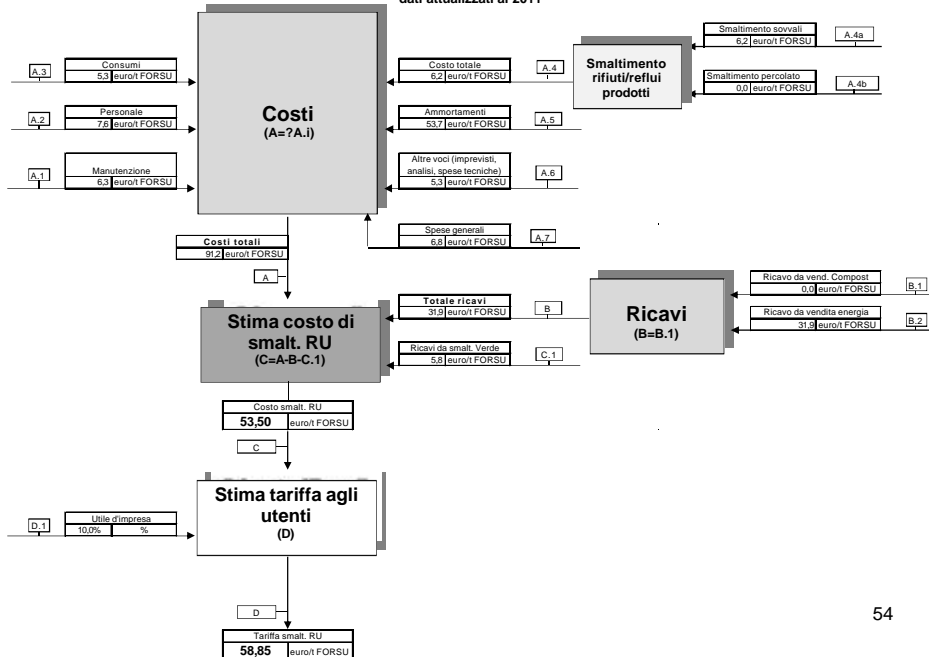 dati attualizzati al 2011
Smaltimento sovvali
6,2 euro/t FORSU
A.4a
Smaltimento percolato
0,0 euro/t FORSU
A.4b
Smaltimento
rifiuti/reflui
prodotti
A.3
Consumi
5,3 euro/t FORSU
A.2
Personale
7,6 euro/t FORSU
A.1
Manutenzione
6,3 euro/t FORSU
Costi
(A=?A.i)
Costo totale
6,2 euro/t FORSU
A.4
Ammortamenti
53,7 euro/t FORSU
A.5
Altre voci (imprevisti,
analisi, spese tecniche)
5,3 euro/t FORSU
A.6
Spese generali
6,8 euro/t FORSU
A.7
Costi totali
91,2 euro/t FORSU
A
Stima costo di
smalt. RU
(C=A-B-C.1)
Totale ricavi
31,9 euro/t FORSU
B
Ricavi da smalt. Verde
5,8 euro/t FORSU
C.1
Ricavi
(B=B.1)
Ricavo da vend. Compost
0,0 euro/t FORSU
B.1
Ricavo da vendita energia
31,9 euro/t FORSU
B.2
Costo smalt. RU
53,50 euro/t FORSU
C
Stima tariffa agli
utenti
(D)
D.1
Utile d'impresa
10,0% %
D
Tariffa smalt. RU
58,85 euro/t FORSU
54